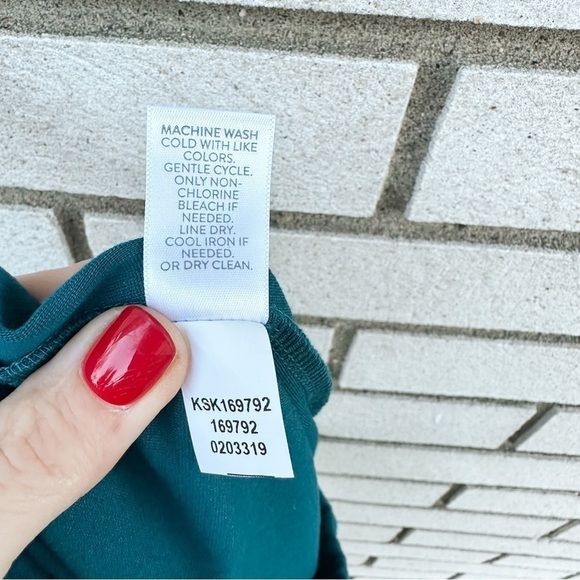 MACHINE WASH
COLD WITH LIKE
COLORS.
GENTLE CYCLE.
ONLY NON-
CHLORINE
BLEACH IF
NEEDED.
LINE DRY.
COOL IRON IF
NEEDED.
OR DRY CLEAN.
KSK169792
169792
0203319